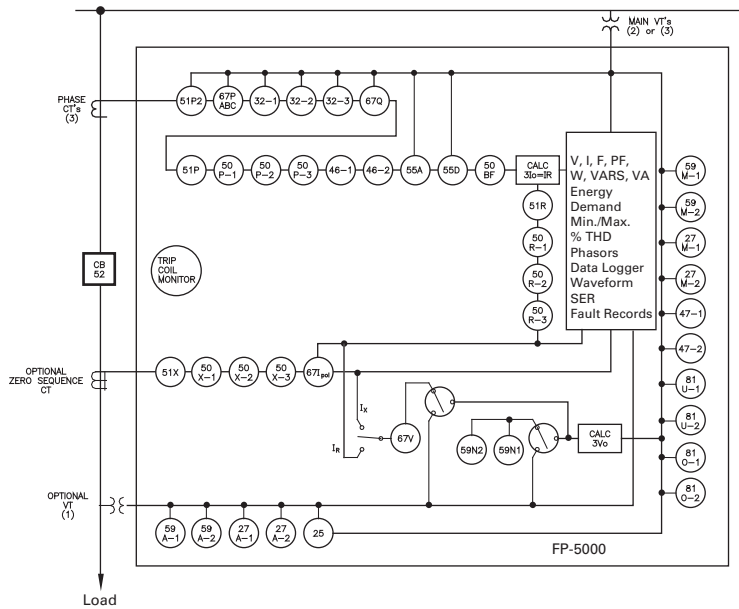 MAIN VT's
(2) or (3)
PHASE
CT's
(3)
51P2
67P
ABC
32-1
32-2
32-3
67Q
51P
50
P-1
50
P-2
50
P-3
46-1
46-2
55A
55D
50
BF
CALC
3Io=IR
V, I, F, PF,
W, VARS, VA
Energy
Demand
Min./Max.
% THD
Phasors
Data Logger
Waveform
SER
Fault Records
59
M-1
59
M-2
27
M-1
27
M-2
47-1
47-2
81
U-1
81
U-2
81
O-1
81
O-2
51R
50
R-1
50
R-2
50
R-3
CB
52
TRIP
COIL
MONITOR
OPTIONAL
ZERO SEQUENCE
CT
51X
50
X-1
50
X-2
50
X-3
67Ipol
IX
IR
67V
59N2
59N1
CALC
3Vo
OPTIONAL
VT
(1)
59
A-1
59
A-2
27
A-1
27
A-2
25
FP-5000
Load